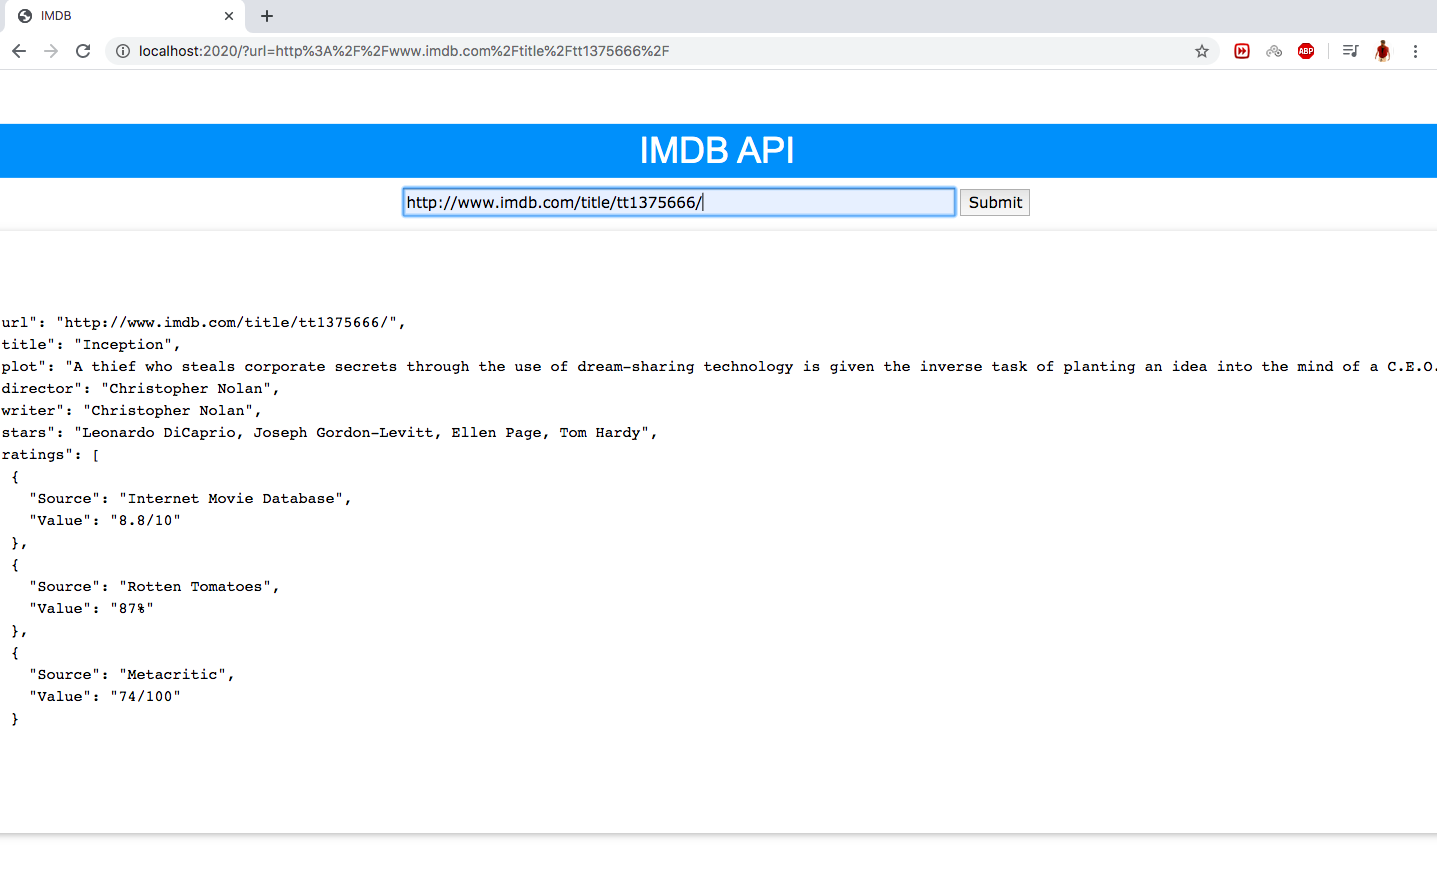 IMDB
localhost:2020/?url=http%3A%2F%2Fwww.imdb.com%2Ftitle%2Ftt1375666%2F
ABP
IMDB API
http://www.imdb.com/title/tt1375666/ Submit
url": "http://www.imdb.com/title/tt1375666/",
title": "Inception",
plot": "A thief who steals corporate secrets through the use of dream-sharing technology is given the inverse task of planting an idea into the mind of a C.E.O.
director": "Christopher Nolan",
writer": "Christopher Nolan",
stars": "Leonardo DiCaprio, Joseph Gordon-Levitt, Ellen Page, Tom Hardy",
ratings": [
{
"Source": "Internet Movie Database",
"Value": "8.8/10"
},
{
"Source": "Rotten Tomatoes",
"Value": "87%"
},
{
"Source": "Metacritic",
"Value": "74/100"
}